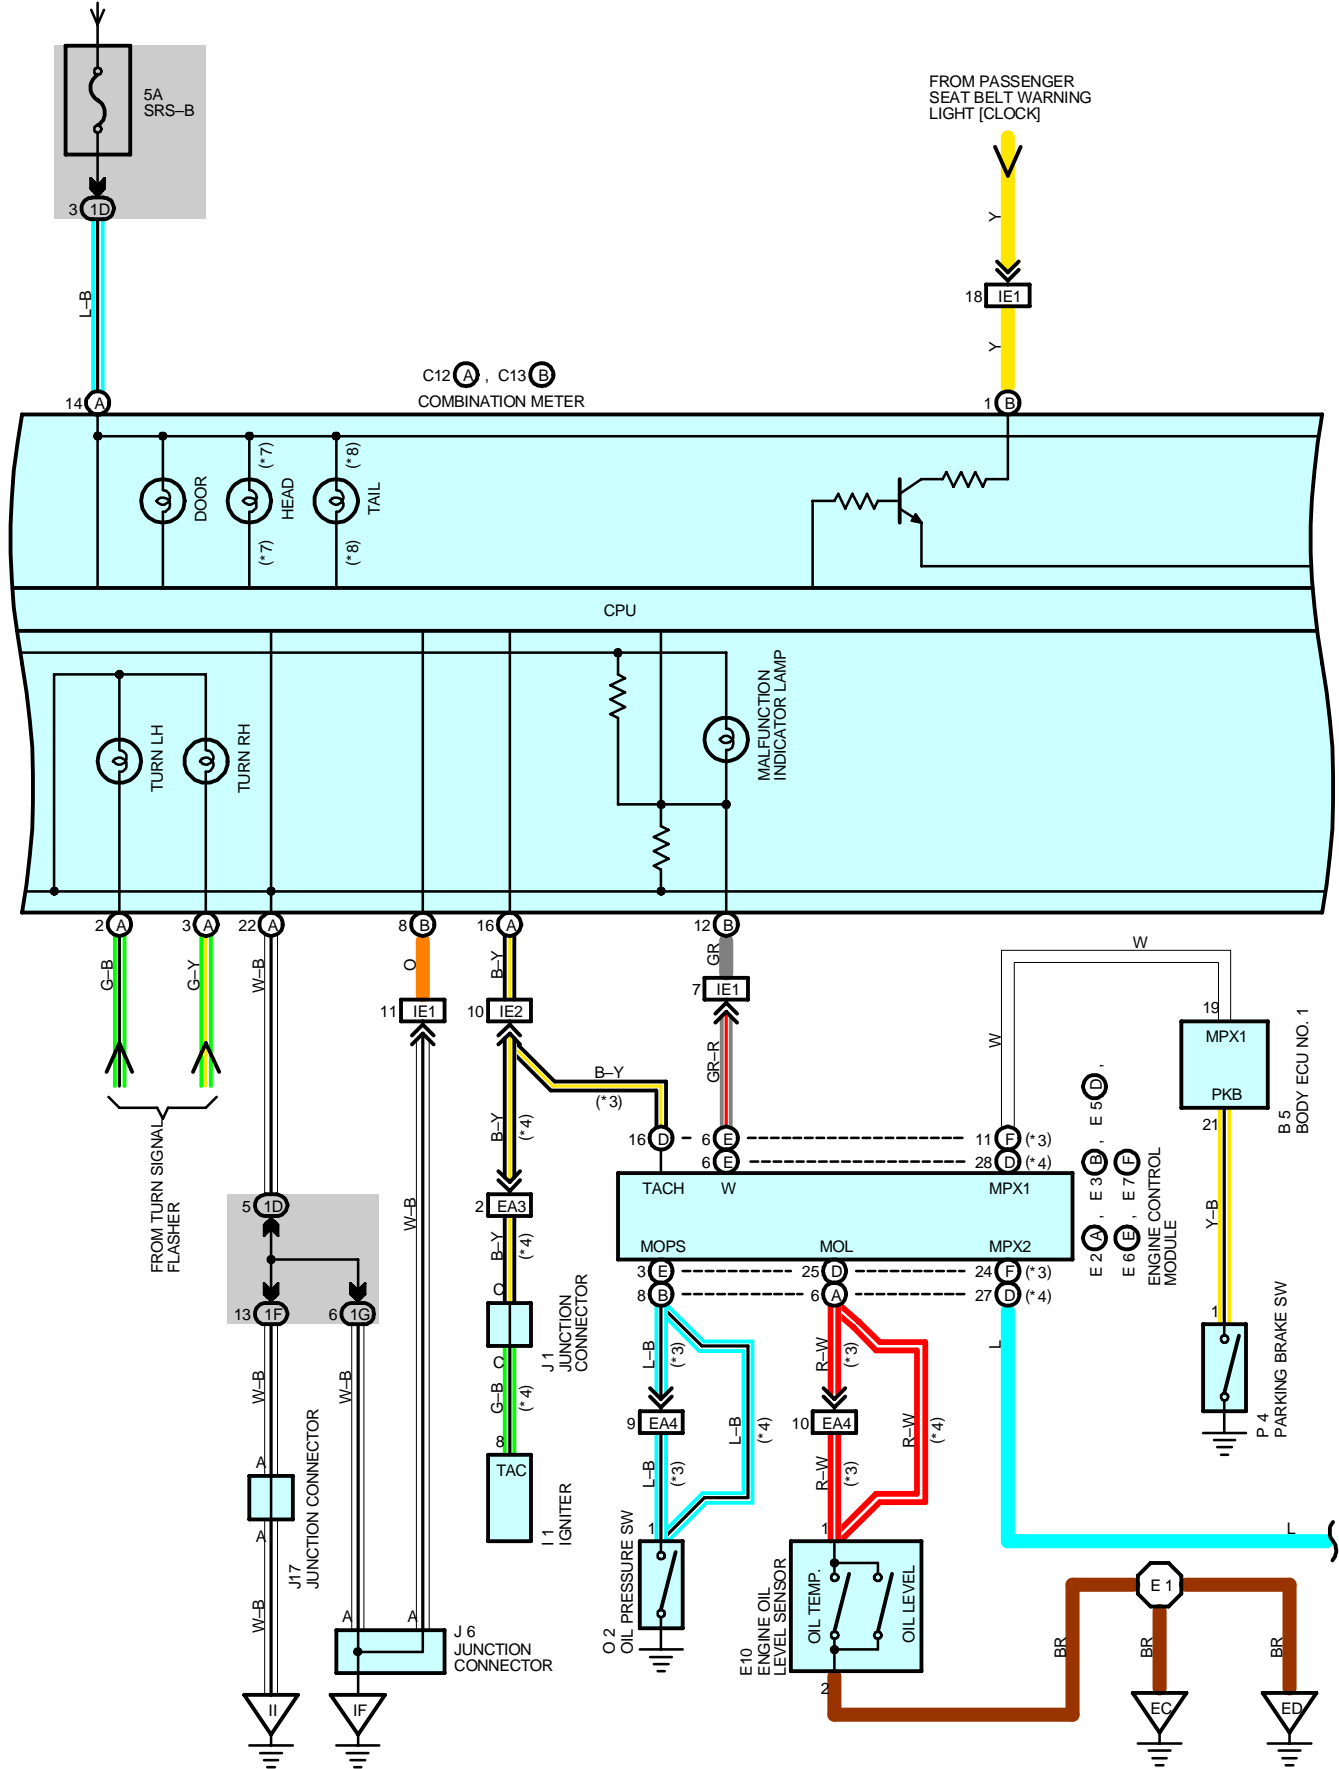 5A
SRS–B
3 1D
L–B
14 A
FROM PASSENGER
SEAT BELT WARNING
LIGHT [CLOCK]
Y
18 IE1
Y
1 B
C12 A , C13 B
COMBINATION METER
DOOR
(*7)
HEAD
(*7)
(*8)
TAIL
(*8)
CPU
TURN LH
TURN RH
MALFUNCTION
INDICATOR LAMP
2 A
3 A
22 A
8 B
16 A
12 B
G–B
G–Y
W–B
O
B–Y
GR
FROM TURN SIGNAL
FLASHER
11 IE1
10 IE2
7 IE1
W
19
MPX1
PKB
21
B 5
BODY ECU NO. 1
W
B–Y
(*3)
GR–R
B–Y
(*4)
W–B
16 D
6 E
6 E
11 F (*3)
28 D (*4)
E 2 A , E 3 B , E 5 D ,
E 6 E , E 7 F
ENGINE CONTROL
MODULE
TACH
W
MPX1
MOPS
MOL
MPX2
3 E
8 B
25 D
6 A
24 F (*3)
27 D (*4)
Y–B
5 1D
13 1F
6 1G
2 EA3
B–Y
(*4)
C
J 1
JUNCTION
CONNECTOR
C
G–B
(*4)
8
TAC
I 1
IGNITER
L–B
(*3)
9 EA4
L–B
(*3)
L–B
(*4)
1
O 2
OIL PRESSURE SW
R–W
(*3)
10 EA4
R–W
(*3)
R–W
(*4)
1
OIL TEMP.
OIL LEVEL
E10
ENGINE OIL
LEVEL SENSOR
2
L
L
1
P 4
PARKING BRAKE SW
W–B
W–B
A
A
J17
JUNCTION CONNECTOR
W–B
A
A
J 6
JUNCTION
CONNECTOR
II
IF
E 1
BR
BR
BR
EC
ED